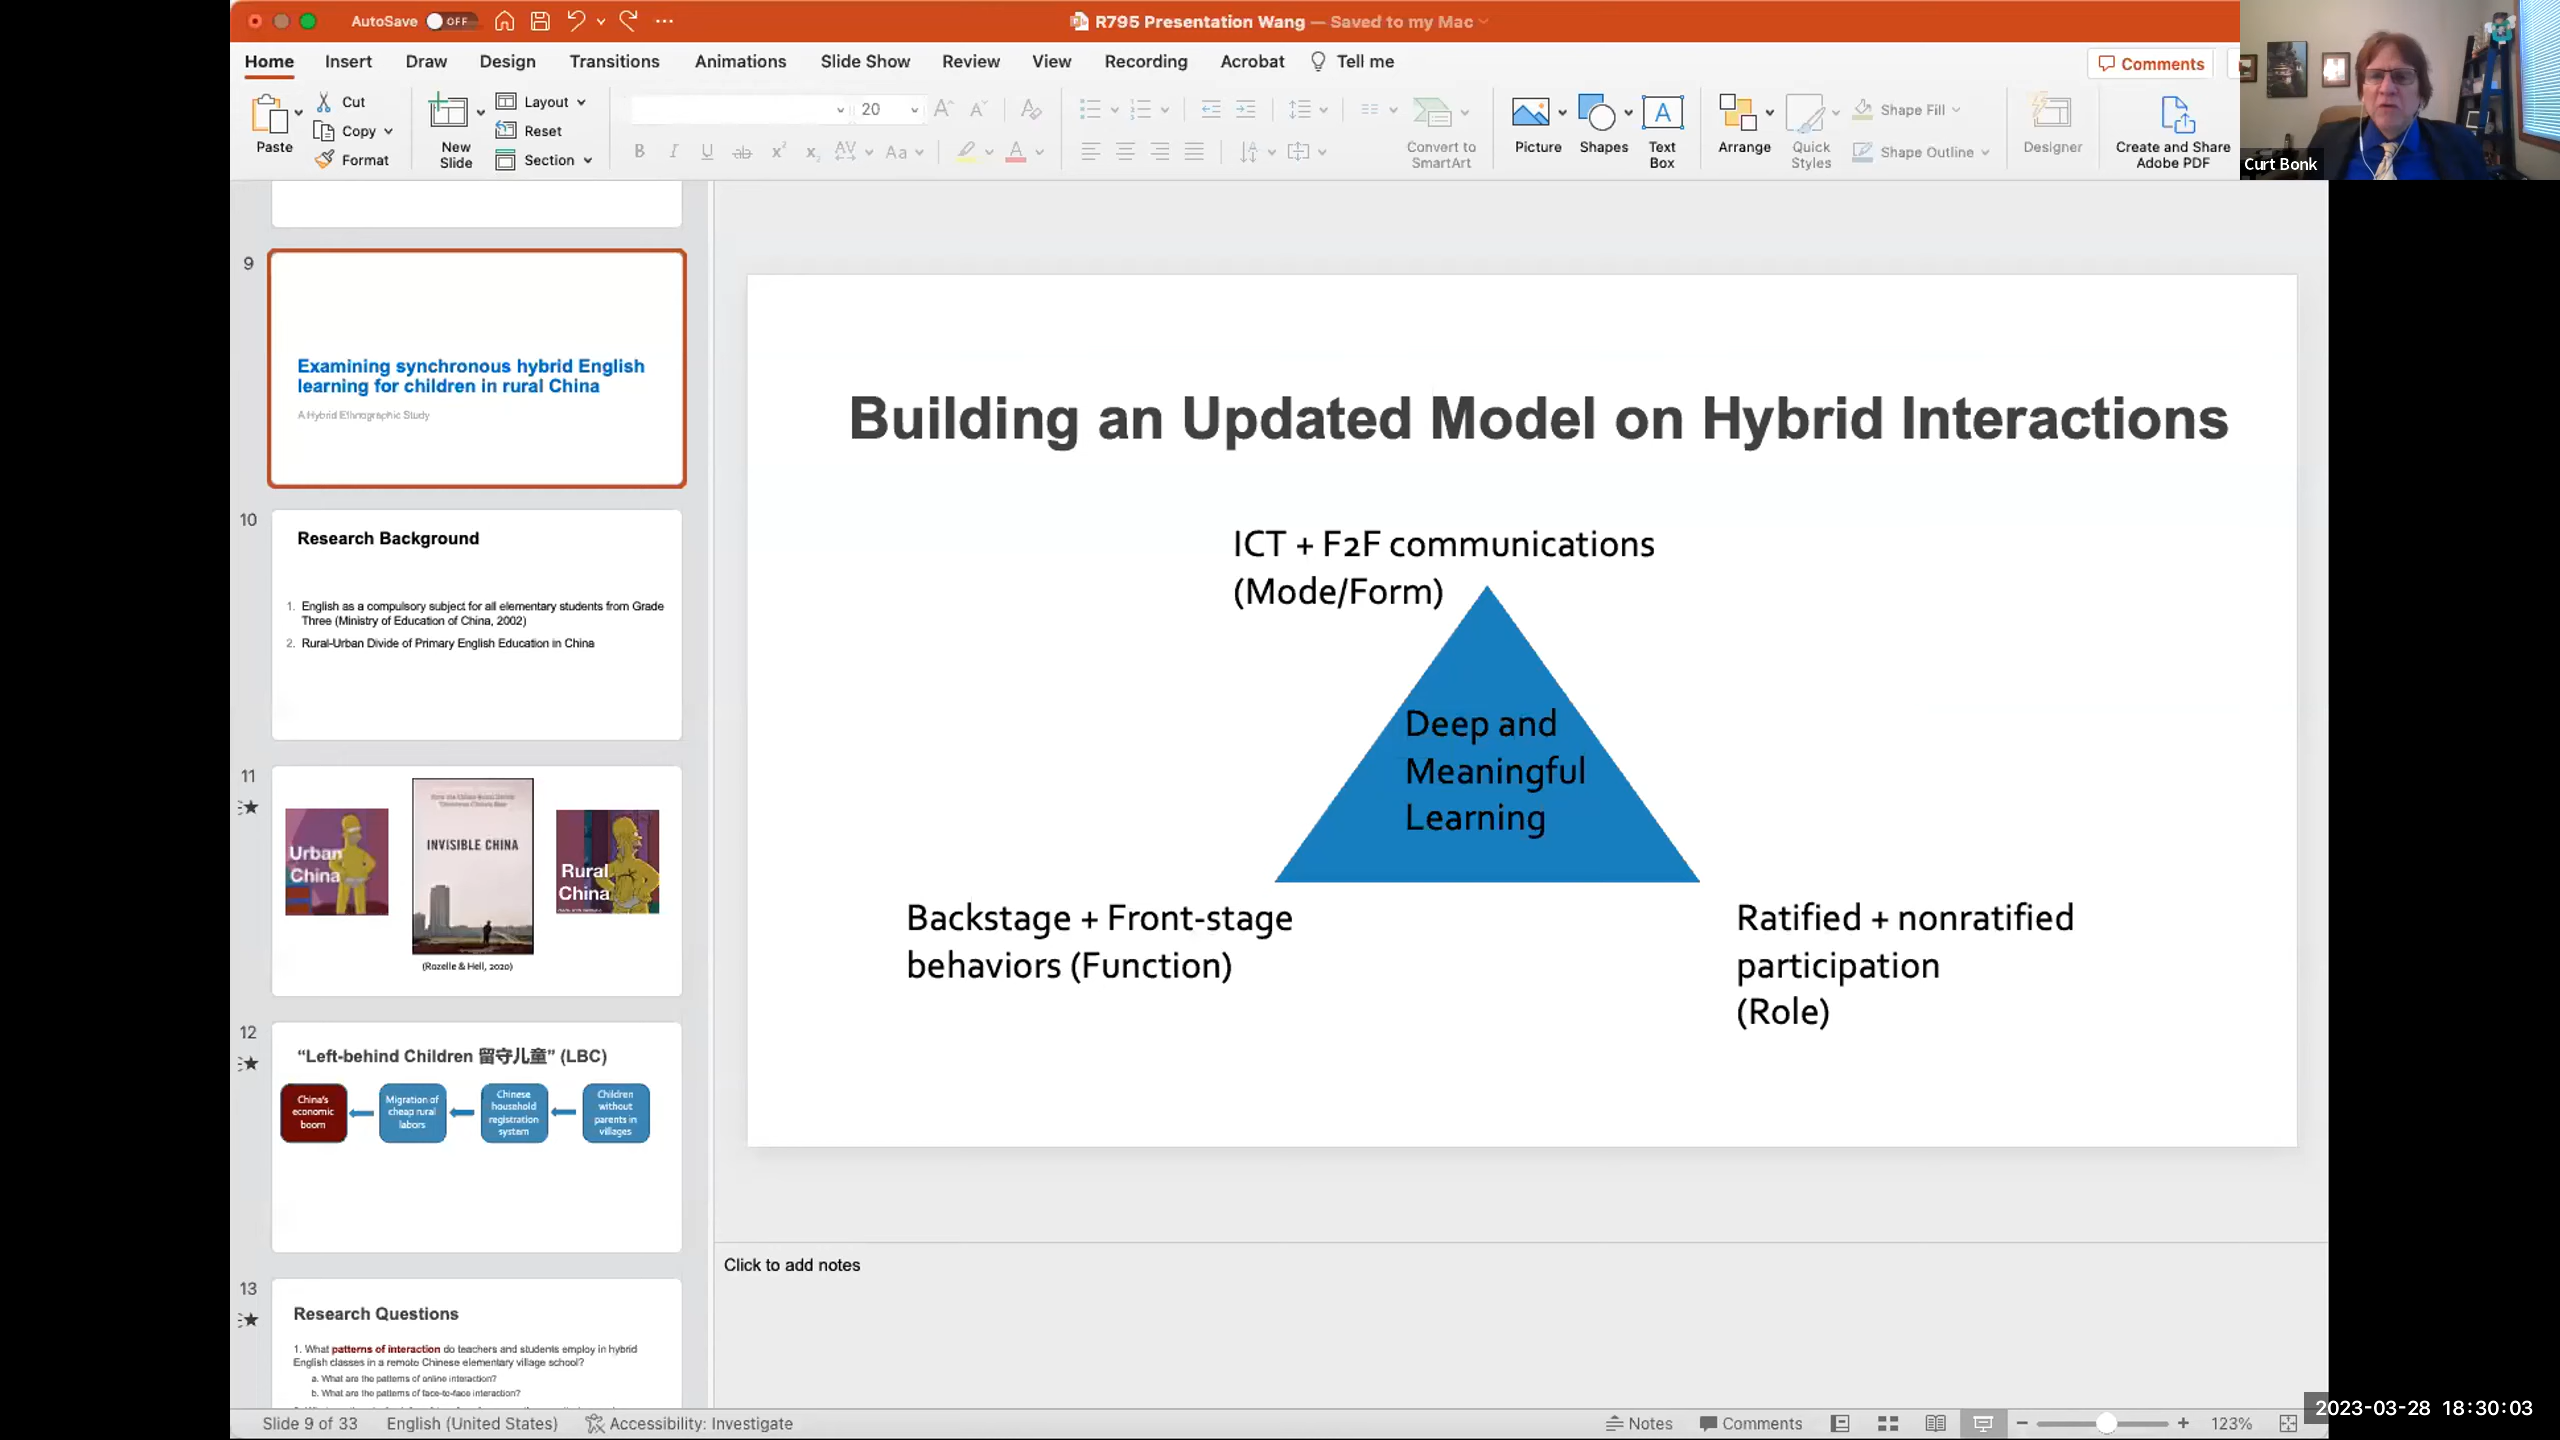 AutoSave OFF
R795 Presentation Wang — Saved to my Mac
Home Insert Draw Design Transitions Animations Slide Show Review View Recording Acrobat Tell me
Comments
Paste
Cut
Copy
Format
New
Slide
Layout
Reset
Section
20
Convert to
SmartArt
Picture
Shapes
Text
Box
Arrange
Quick
Styles
Shape Fill
Shape Outline
Designer
Create and Share
Adobe PDF
Curt Bonk
9
Examining synchronous hybrid English
learning for children in rural China
A Hybrid Ethnographic Study
10
Research Background
1. English as a compulsory subject for all elementary students from Grade
Three (Ministry of Education of China, 2002)
2. Rural-Urban Divide of Primary English Education in China
11
Urban
China
INVISIBLE CHINA
Rural
China
(Rozelle & Hell, 2020)
12
“Left-behind Children 留守儿童” (LBC)
China's
economic
boom
Migration of
cheap rural
labors
Chinese
household
registration
system
Children
without
parents in
villages
13
Research Questions
1. What patterns of interaction do teachers and students employ in hybrid
English classes in a remote Chinese elementary village school?
a. What are the patterns of online interaction?
b. What are the patterns of face-to-face interaction?
Building an Updated Model on Hybrid Interactions
ICT + F2F communications
(Mode/Form)
Deep and
Meaningful
Learning
Backstage + Front-stage
behaviors (Function)
Ratified + nonratified
participation
(Role)
Click to add notes
Slide 9 of 33 English (United States) Accessibility: Investigate
Notes Comments 123%
2023-03-28 18:30:03